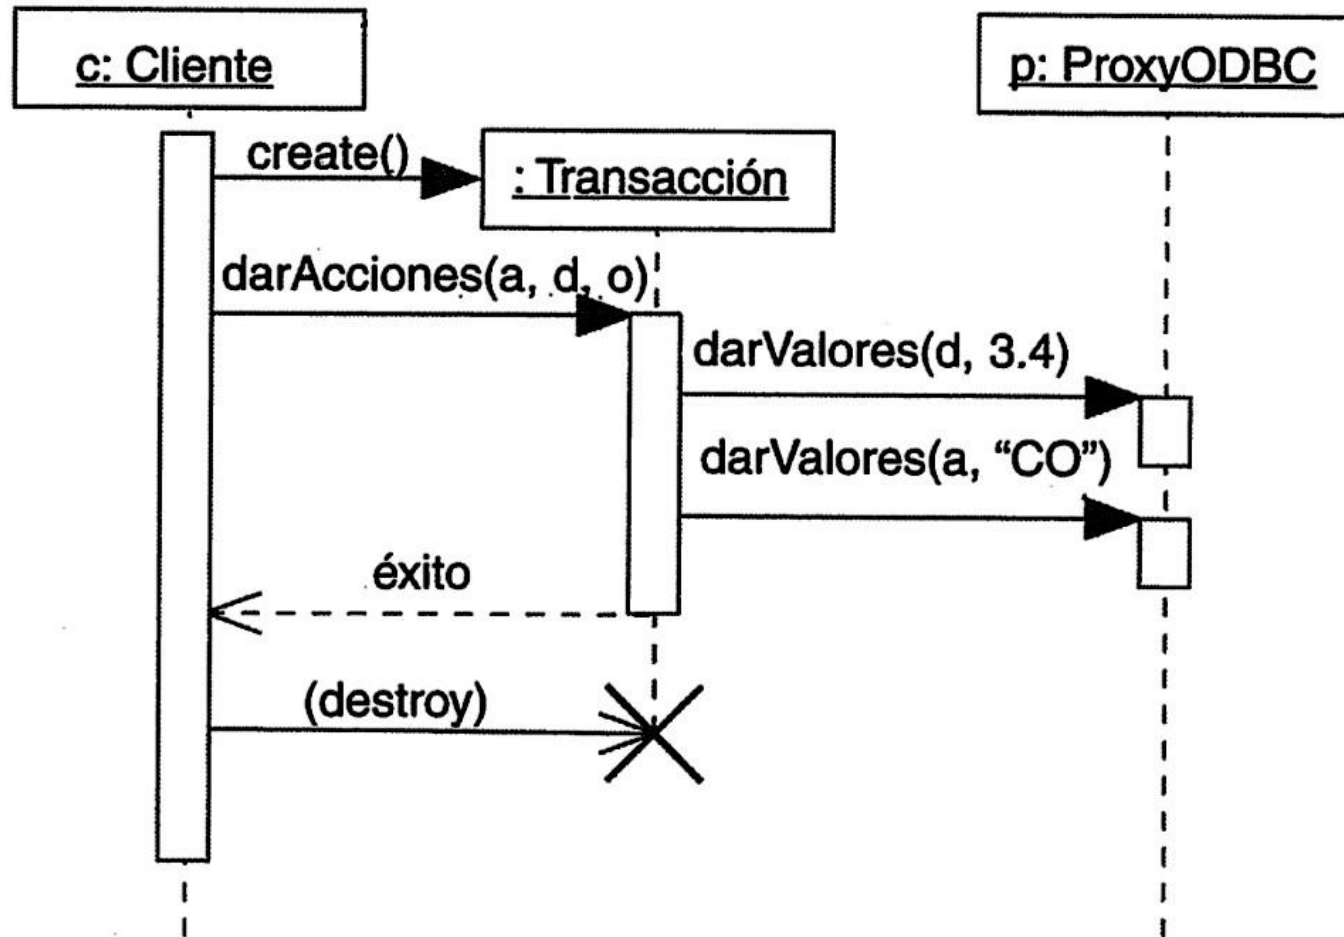 c: Cliente
p: ProxyODBC
create()
: Transacción
darAcciones(a, d, o)
darValores(d, 3.4)
darValores(a, “CO”)
éxito
(destroy)